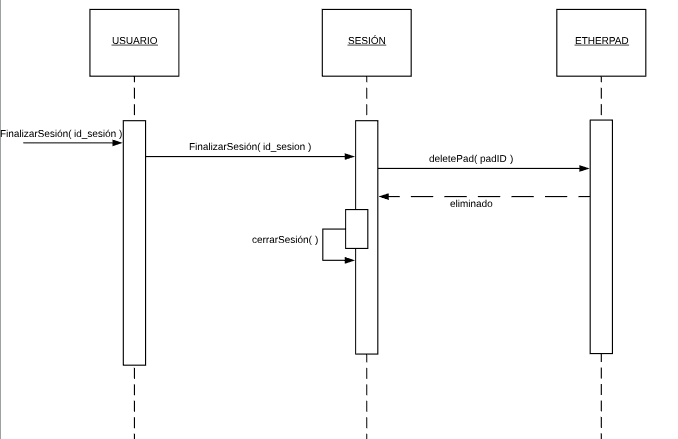 USUARIO
SESIÓN
ETHERPAD
FinalizarSesión( id_sesión )
FinalizarSesión( id_sesion )
deletePad( padID )
eliminado
cerrarSesión( )